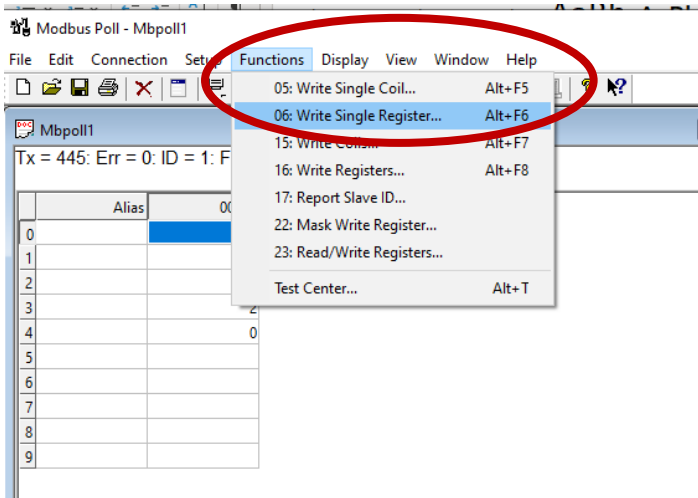 Modbus Poll - Mbpoll1
File Edit Connection Setup Functions Display View Window Help
05: Write Single Coil... Alt+F5
06: Write Single Register... Alt+F6
15: Write Coils... Alt+F7
16: Write Registers... Alt+F8
17: Report Slave ID...
22: Mask Write Register...
23: Read/Write Registers...
Test Center... Alt+T
Mbpoll1
Tx = 445: Err = 0: ID = 1: F
Alias 00
0
1
2
3 2
4 0
5
6
7
8
9